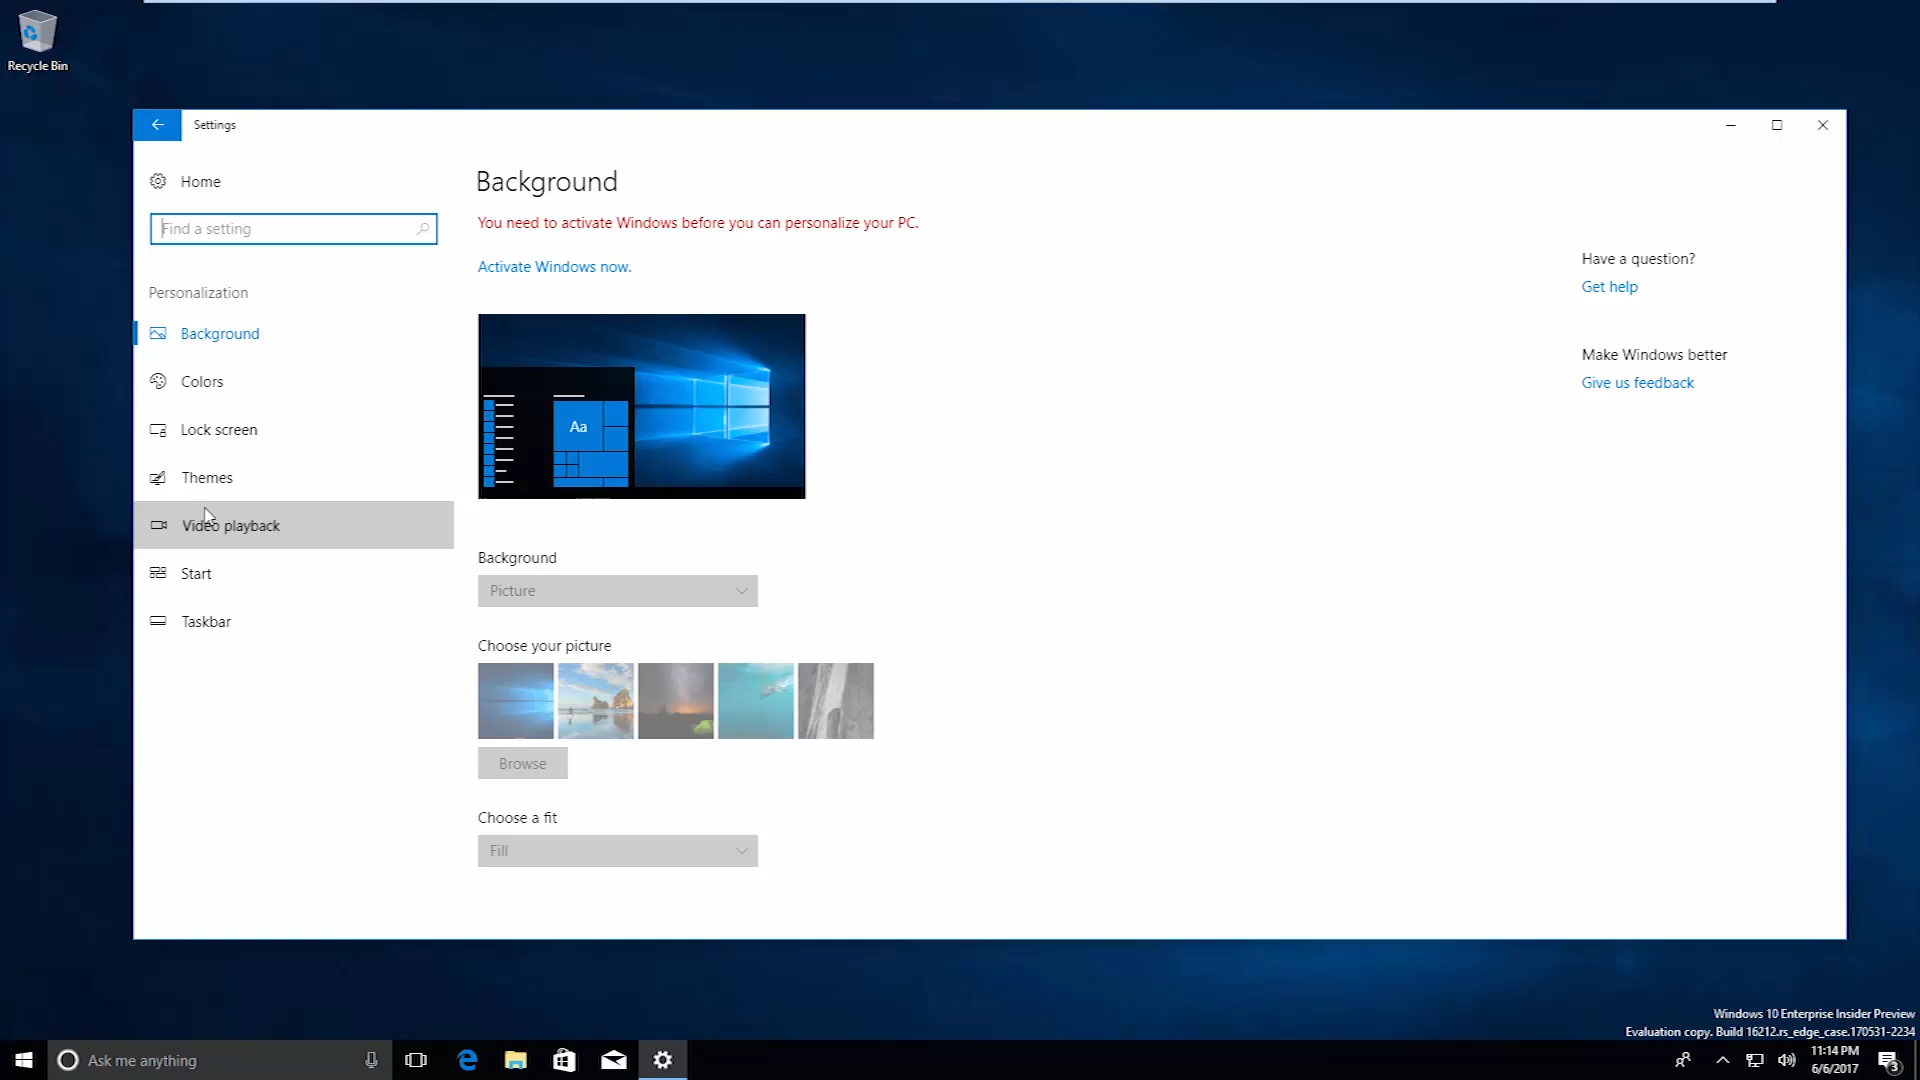 Recycle Bin
Settings
Home
Find a setting
Personalization
Background
Colors
Lock screen
Themes
Video playback
Start
Taskbar
Background
You need to activate Windows before you can personalize your PC.
Activate Windows now.
Aa
Background
Picture
Choose your picture
Browse
Choose a fit
Fill
Have a question?
Get help
Make Windows better
Give us feedback
Windows 10 Enterprise Insider Preview
Evaluation copy. Build 16212.rs_edge_case.170531-2234
Ask me anything
11:14 PM
6/6/2017
3